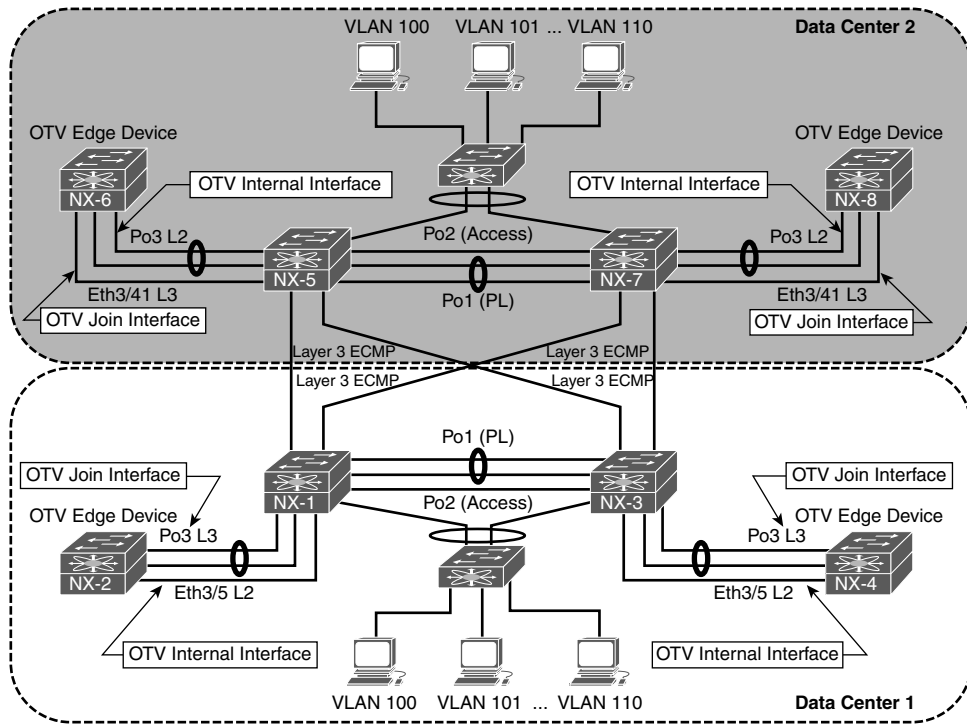 VLAN 100 VLAN 101 ... VLAN 110 Data Center 2
OTV Edge Device OTV Edge Device
OTV Internal Interface OTV Internal Interface
NX-6 NX-8
Po3 L2 Po2 (Access) Po3 L2
NX-5 NX-7
Eth3/41 L3 Po1 (PL) Eth3/41 L3
OTV Join Interface OTV Join Interface
Layer 3 ECMP Layer 3 ECMP
Layer 3 ECMP Layer 3 ECMP
Po1 (PL)
OTV Join Interface OTV Join Interface
NX-1 Po2 (Access) NX-3
OTV Edge Device OTV Edge Device
Po3 L3 Po3 L3
NX-2 NX-4
Eth3/5 L2 Eth3/5 L2
OTV Internal Interface OTV Internal Interface
VLAN 100 VLAN 101 ... VLAN 110 Data Center 1